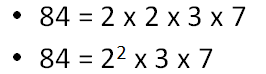 • 84 = 2 x 2 x 3 x 7
• 84 = 2² x 3 x 7